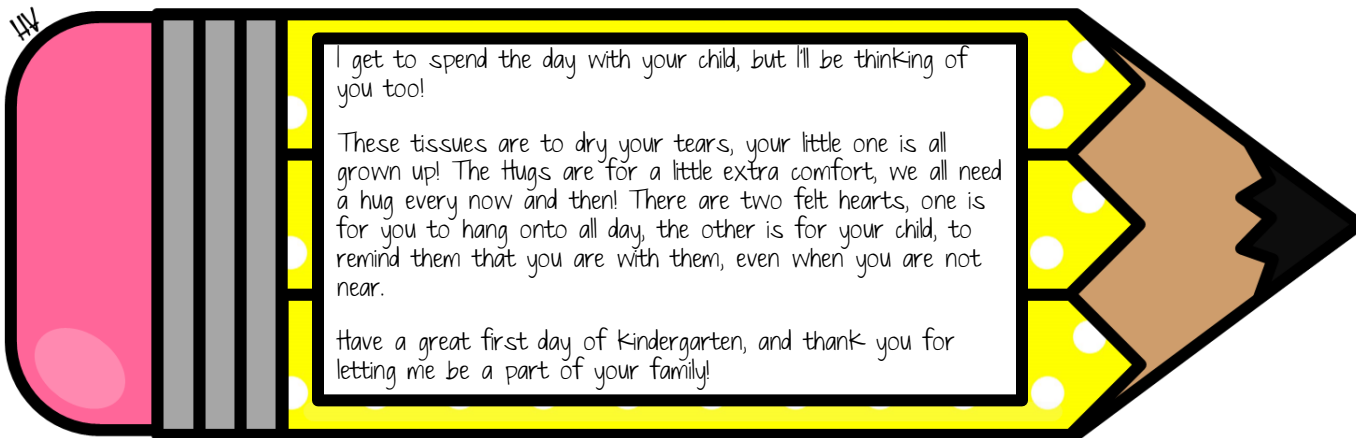 HV
I get to spend the day with your child, but I'll be thinking of
you too!
These tissues are to dry your tears, your little one is all
grown up! The Hugs are for a little extra comfort, we all need
a hug every now and then! There are two felt hearts, one is
for you to hang onto all day, the other is for your child, to
remind them that you are with them, even when you are not
near.
Have a great first day of Kindergarten, and thank you for
letting me be a part of your family!